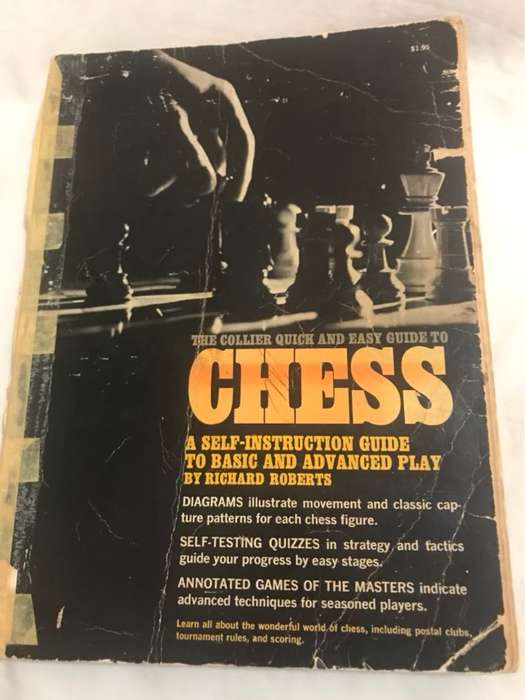 $1.95
THE COLLIER QUICK AND EASY GUIDE TO
CHESS
A SELF-INSTRUCTION GUIDE
TO BASIC AND ADVANCED PLAY
BY RICHARD ROBERTS
DIAGRAMS illustrate movement and classic cap-
ture patterns for each chess figure.
SELF-TESTING QUIZZES in strategy and tactics
guide your progress by easy stages.
ANNOTATED GAMES OF THE MASTERS indicate
advanced techniques for seasoned players.
Learn all about the wonderful world of chess, including postal clubs,
tournament rules, and scoring.